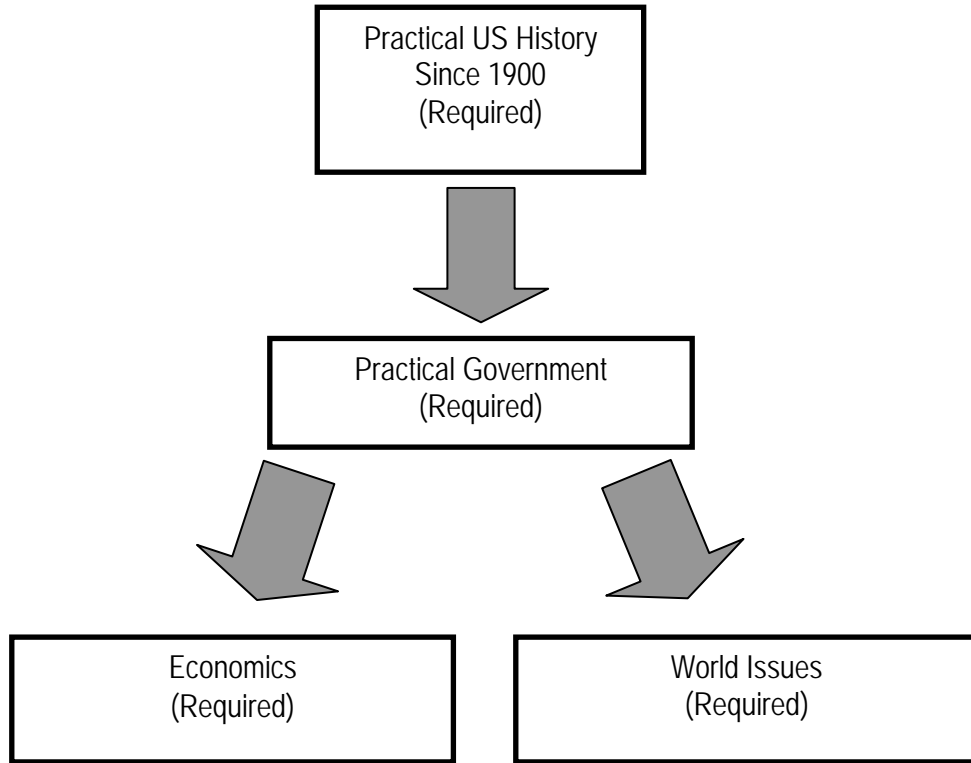 Practical US History
Since 1900
(Required)
Practical Government
(Required)
Economics
(Required)
World Issues
(Required)